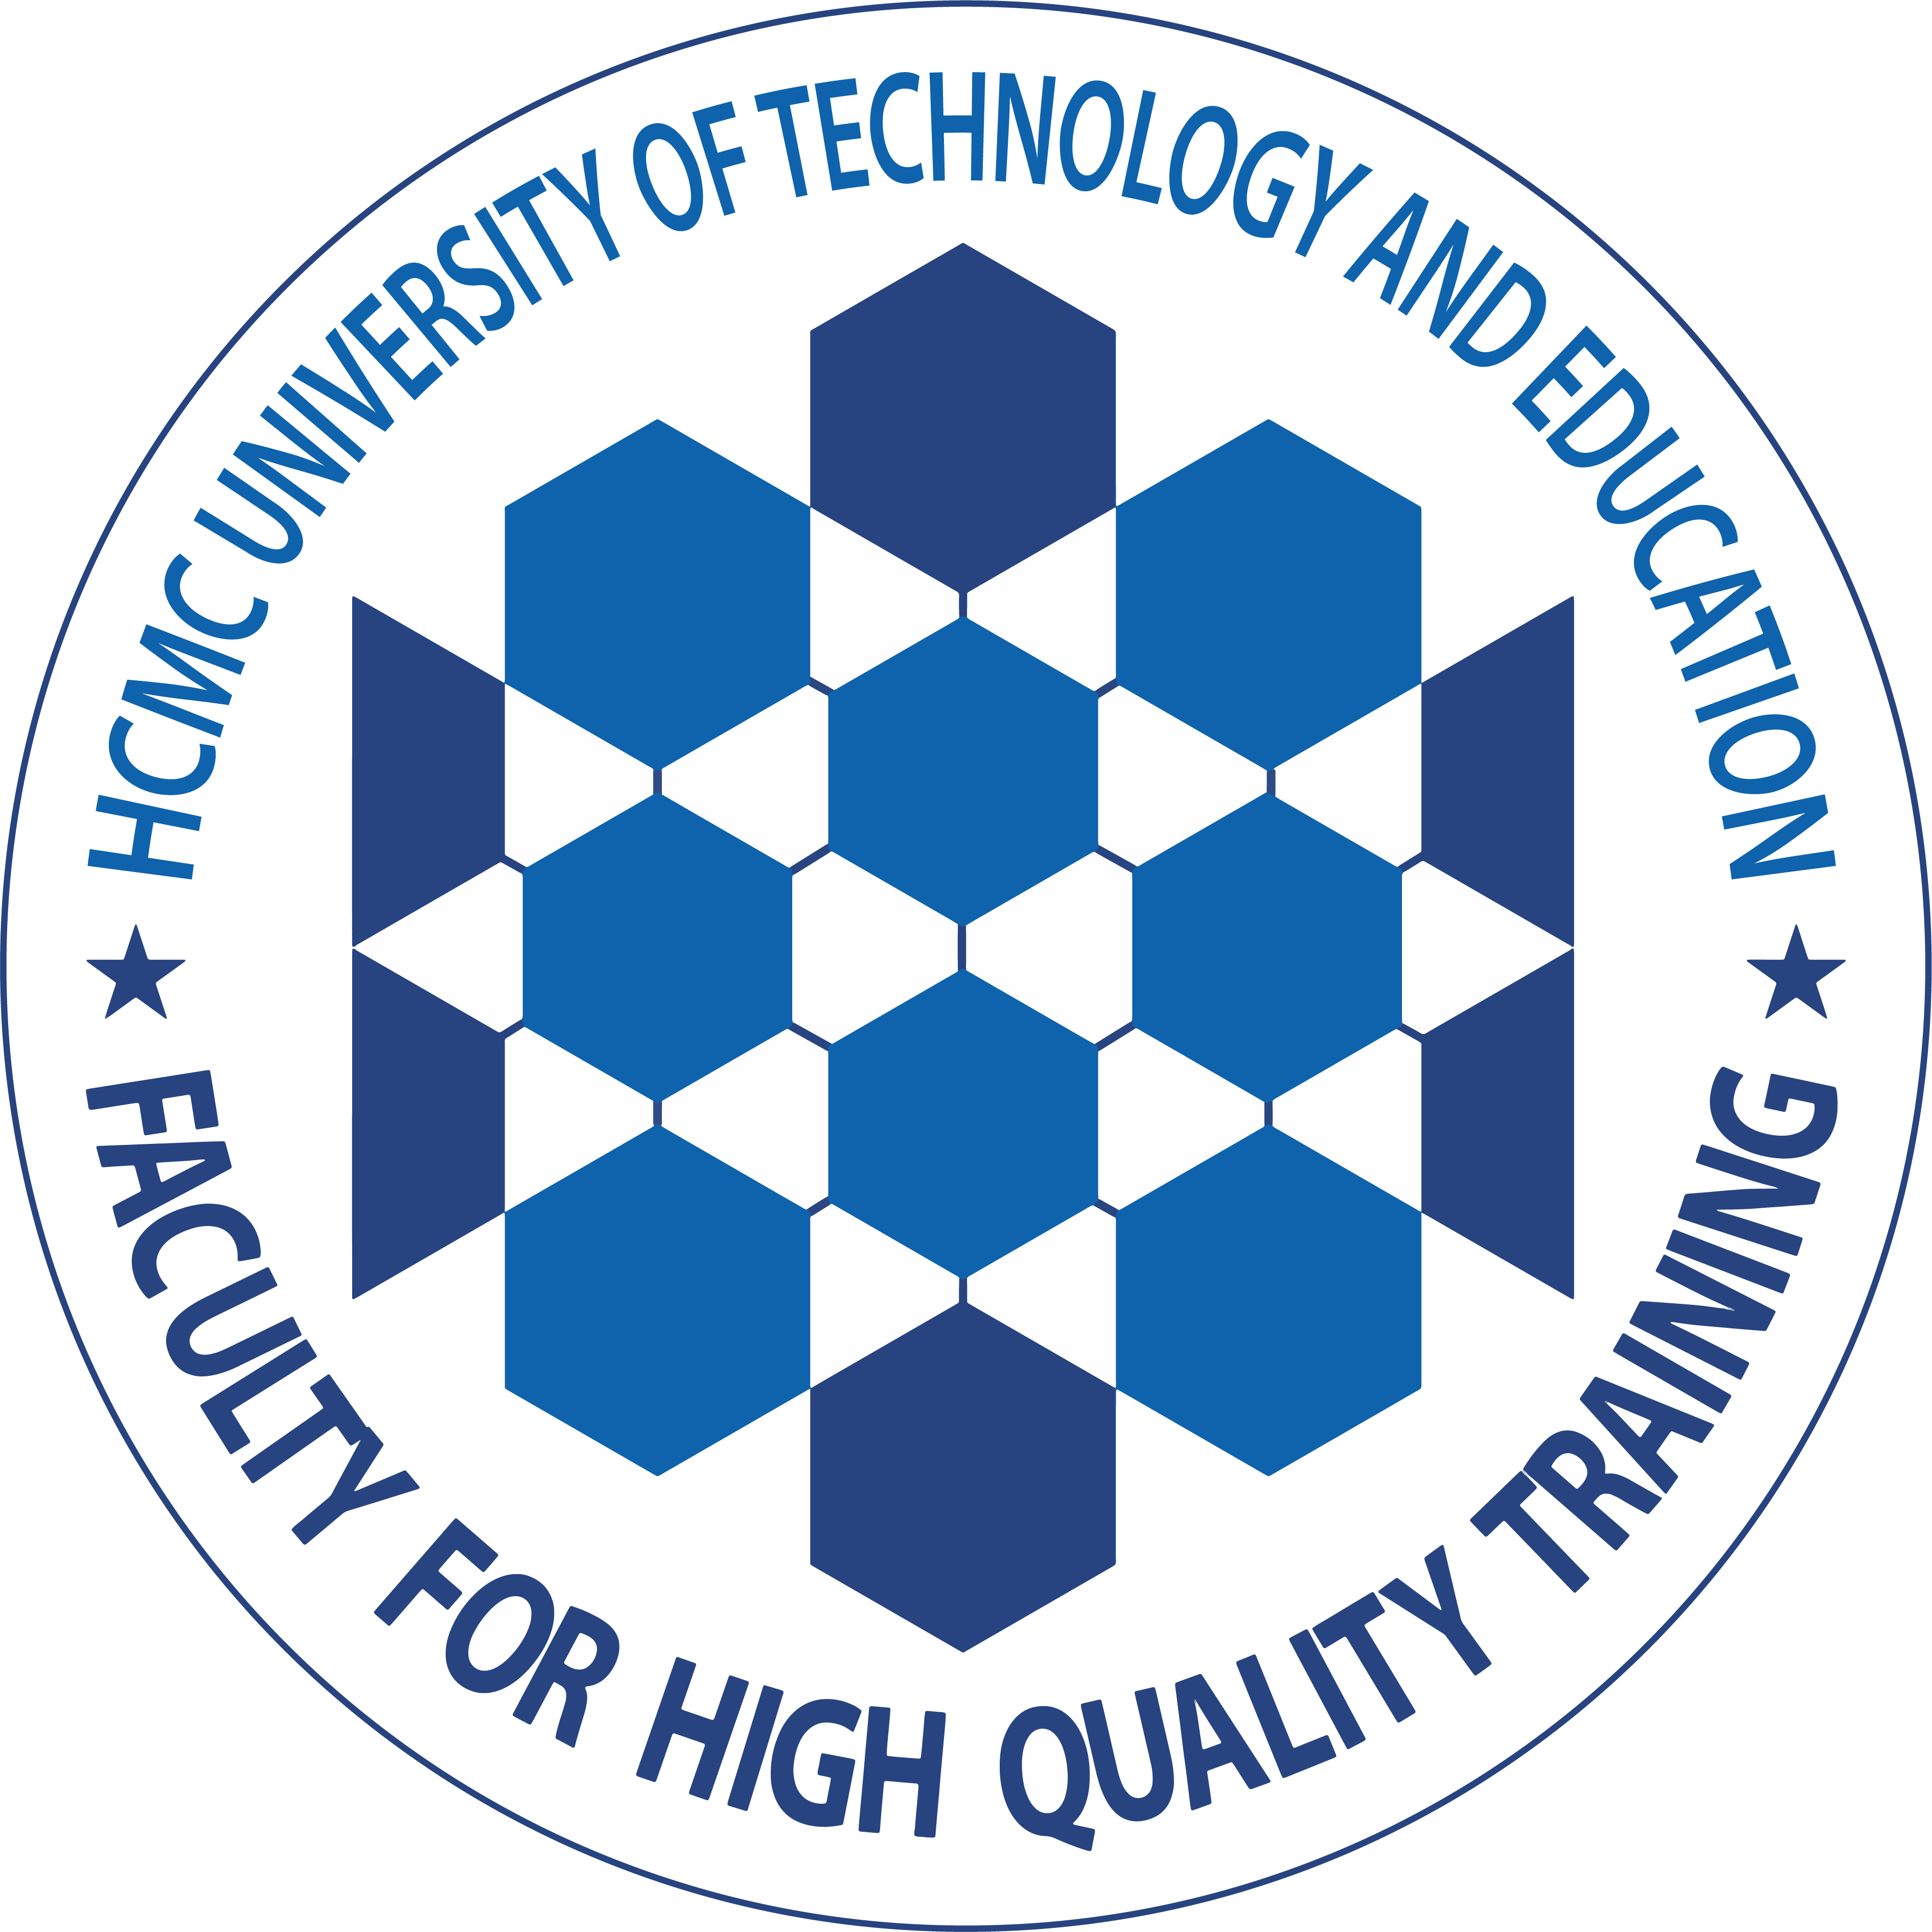 HCMC UNIVERSITY OF TECHNOLOGY AND EDUCATION
FACULTY FOR HIGH QUALITY TRAINING